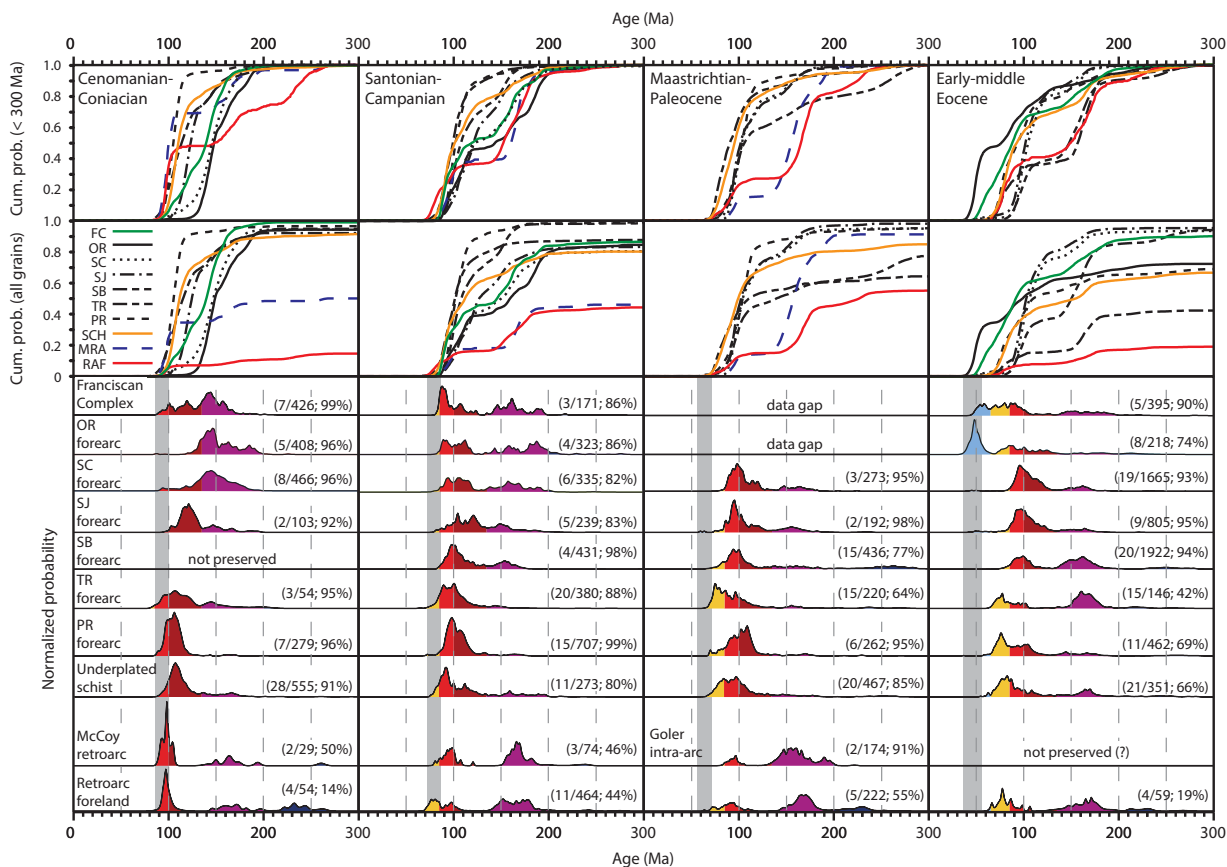 Age (Ma)
0 100 200 300 100 200 300 100 200 300 100 200 300
Cum. prob. (< 300 Ma)
1.0
0.8
0.6
0.4
0.2
1.0
Cenomanian-
Coniacian
Santonian-
Campanian
Maastrichtian-
Paleocene
Early-middle
Eocene
Cum. prob. (all grains)
0.8
0.6
0.4
0.2
0
FC
OR
SC
SJ
SB
TR
PR
SCH
MRA
RAF
Normalized probability
Franciscan
Complex
(7/426; 99%)
(3/171; 86%)
data gap
(5/395; 90%)
OR
forearc
(5/408; 96%)
(4/323; 86%)
data gap
(8/218; 74%)
SC
forearc
(8/466; 96%)
(6/335; 82%)
(3/273; 95%)
(19/1665; 93%)
SJ
forearc
(2/103; 92%)
(5/239; 83%)
(2/192; 98%)
(9/805; 95%)
SB
forearc
not preserved
(4/431; 98%)
(15/436; 77%)
(20/1922; 94%)
TR
forearc
(3/54; 95%)
(20/380; 88%)
(15/220; 64%)
(15/146; 42%)
PR
forearc
(7/279; 96%)
(15/707; 99%)
(6/262; 95%)
(11/462; 69%)
Underplated
schist
(28/555; 91%)
(11/273; 80%)
(20/467; 85%)
(21/351; 66%)
McCoy
retroarc
(2/29; 50%)
(3/74; 46%)
Goler
intra-arc
(2/174; 91%)
not preserved (?)
Retroarc
foreland
(4/54; 14%)
(11/464; 44%)
(5/222; 55%)
(4/59; 19%)
0 100 200 300 100 200 300 100 200 300 100 200 300
Age (Ma)